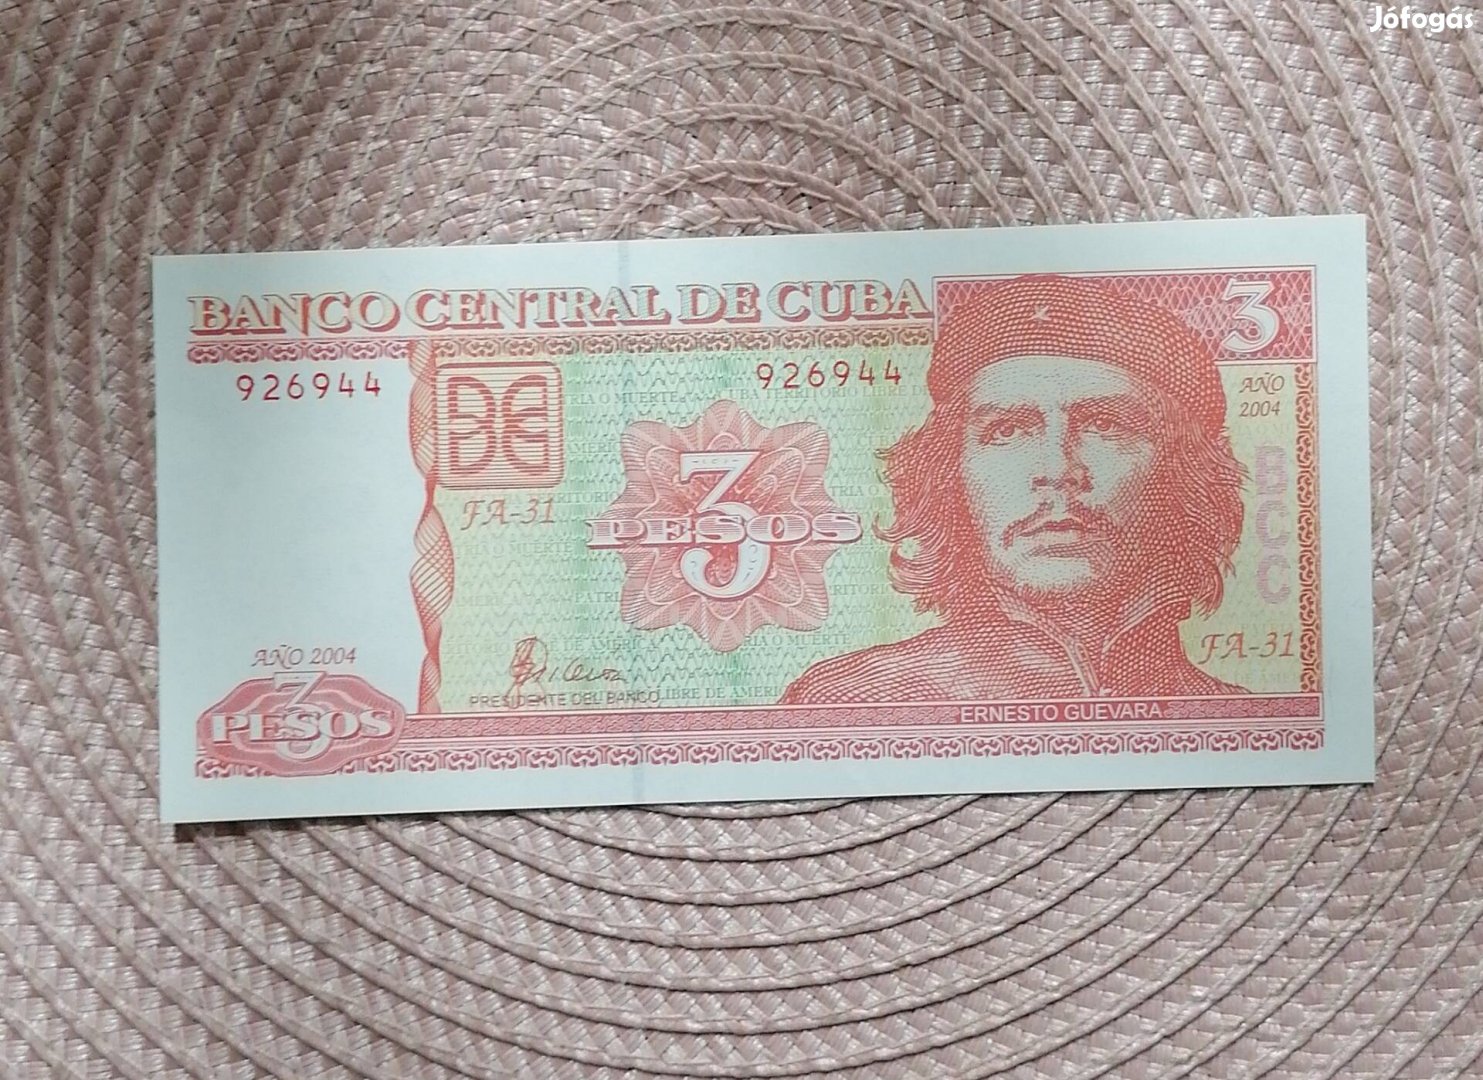 Jófogás
BANCO CENTRAL DE CUBA
3
926944
926944
AÑO
2004
BCC
FA-31
3
PESOS
FA-31
AÑO 2004
3
PESOS
PRESIDENTE DEL BANCO
ERNESTO GUEVARA